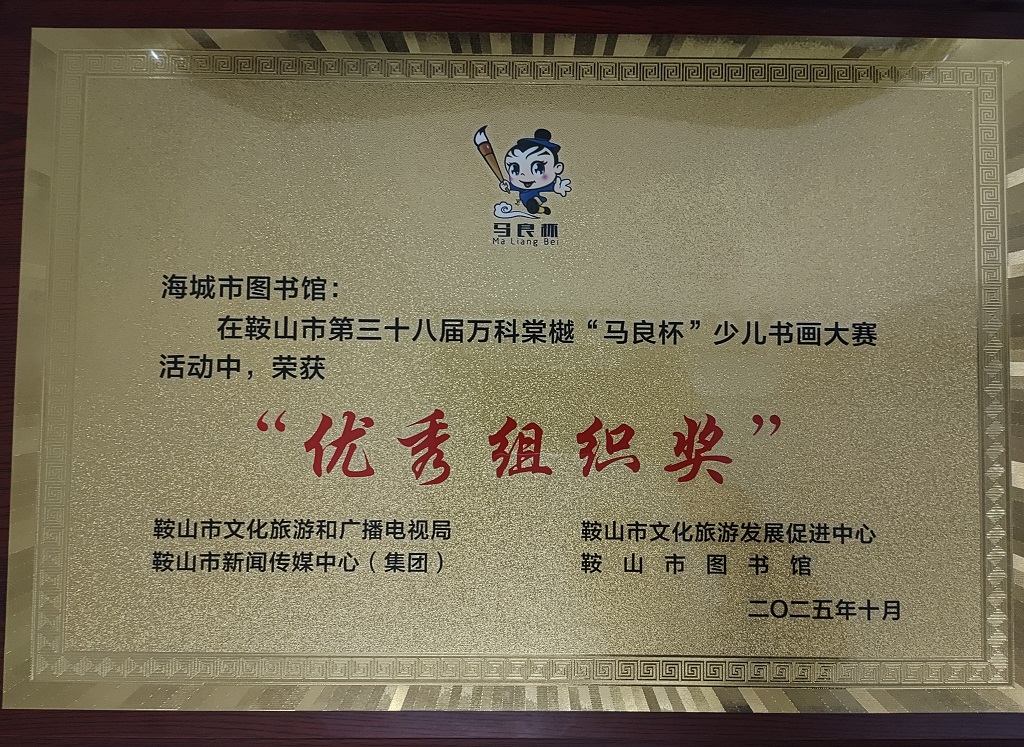 马良杯
Ma Liang Bei
海城市图书馆：
在鞍山市第三十八届万科棠樾“马良杯”少儿书画大赛
活动中，荣获
“优秀组织奖”
鞍山市文化旅游和广播电视局
鞍山市新闻传媒中心（集团）
鞍山市文化旅游发展促进中心
鞍山市图书馆
二〇二五年十月